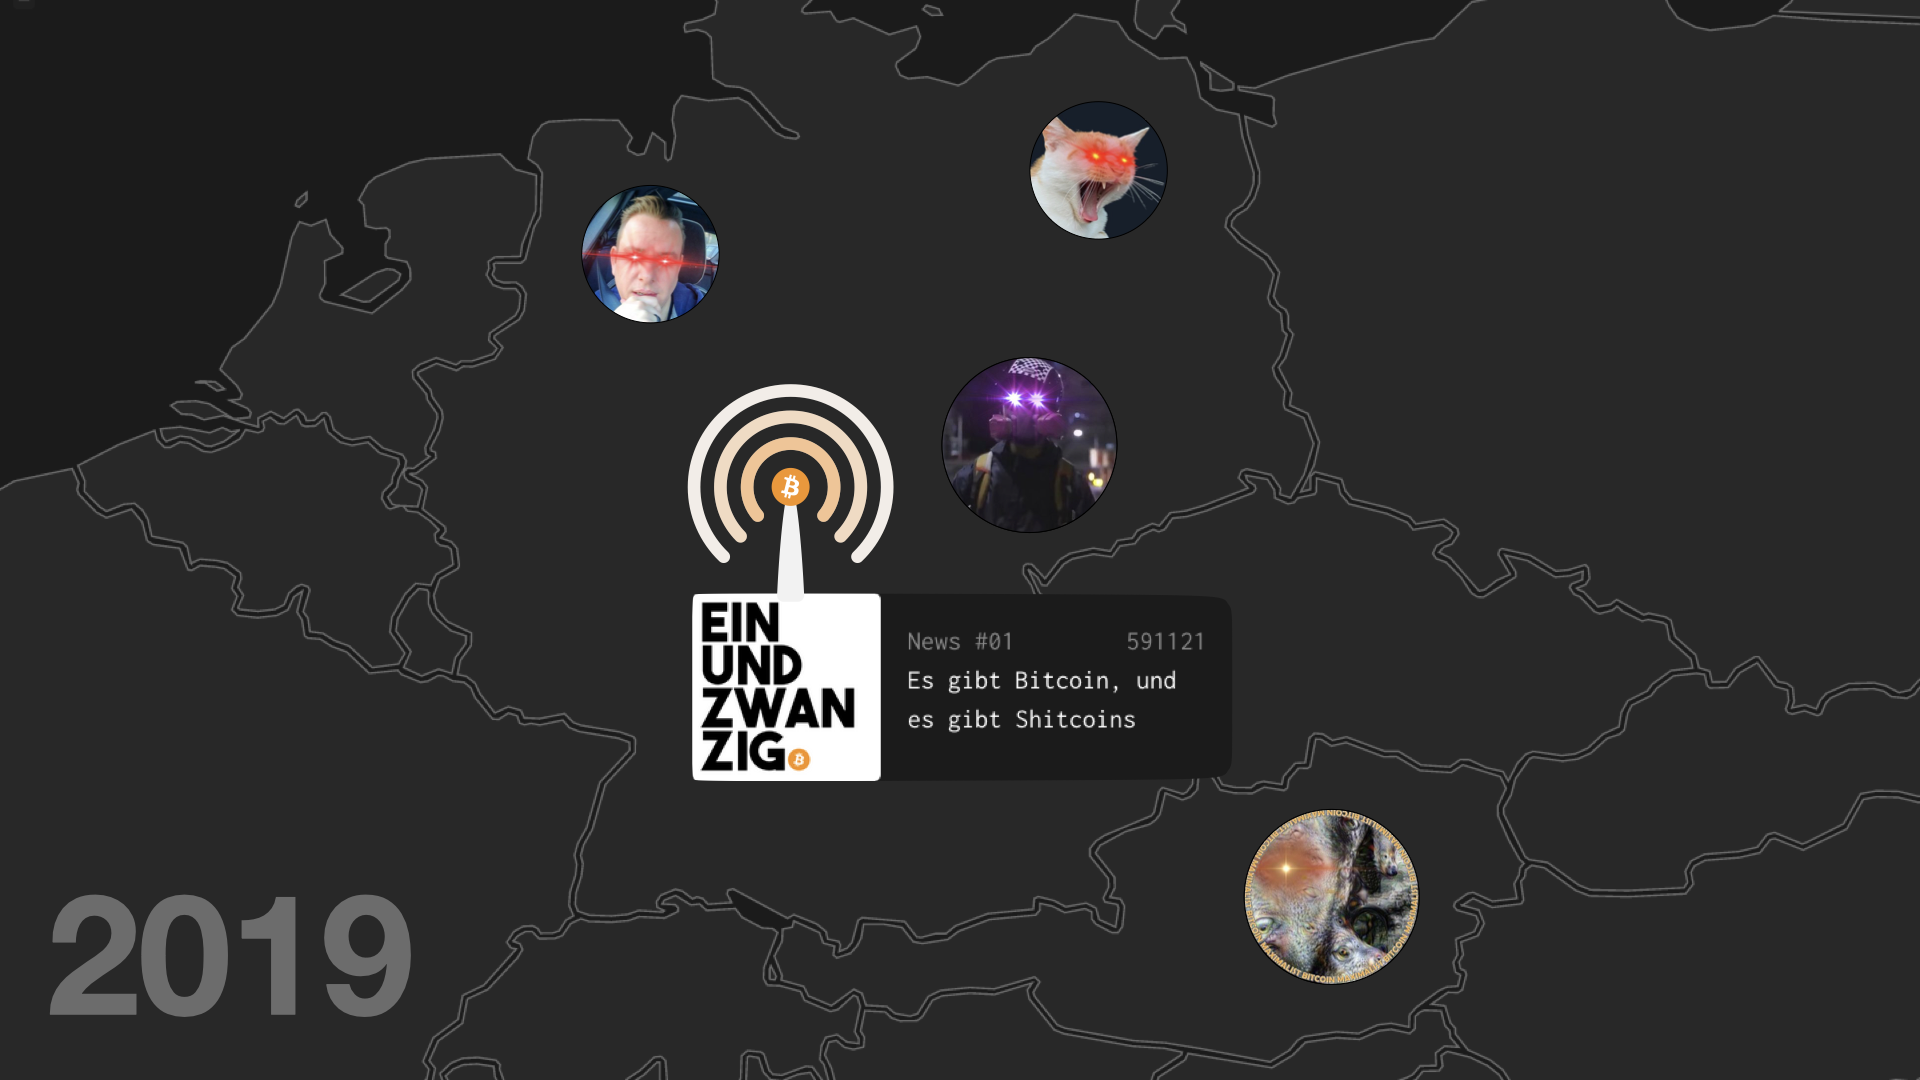 EIN
UND
ZWAN
ZIG
News #01 591121
Es gibt Bitcoin, und
es gibt Shitcoins
2019